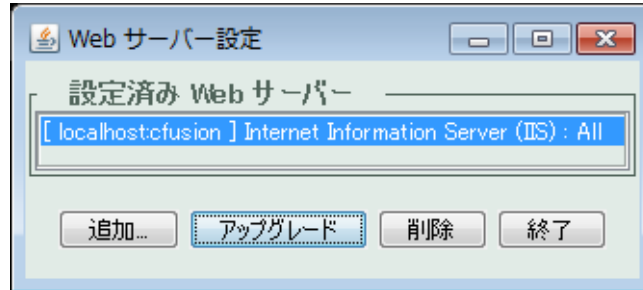 Web サーバー設定
設定済み Web サーバー
[ localhost:cfusion ] Internet Information Server (IIS) : All
追加...
アップグレード
削除
終了